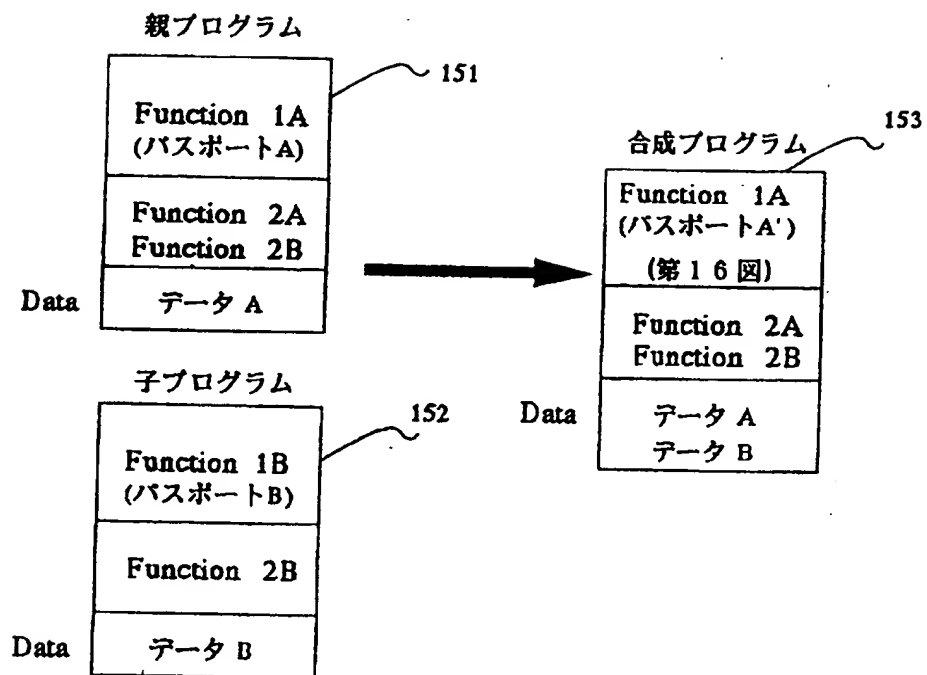 親プログラム
151
Function 1A
(パスポートA)
Function 2A
Function 2B
Data
データ A
子プログラム
152
Function 1B
(パスポートB)
Function 2B
Data
データ B
合成プログラム
153
Function 1A
(パスポートA')
(第16図)
Function 2A
Function 2B
Data
データ A
データ B